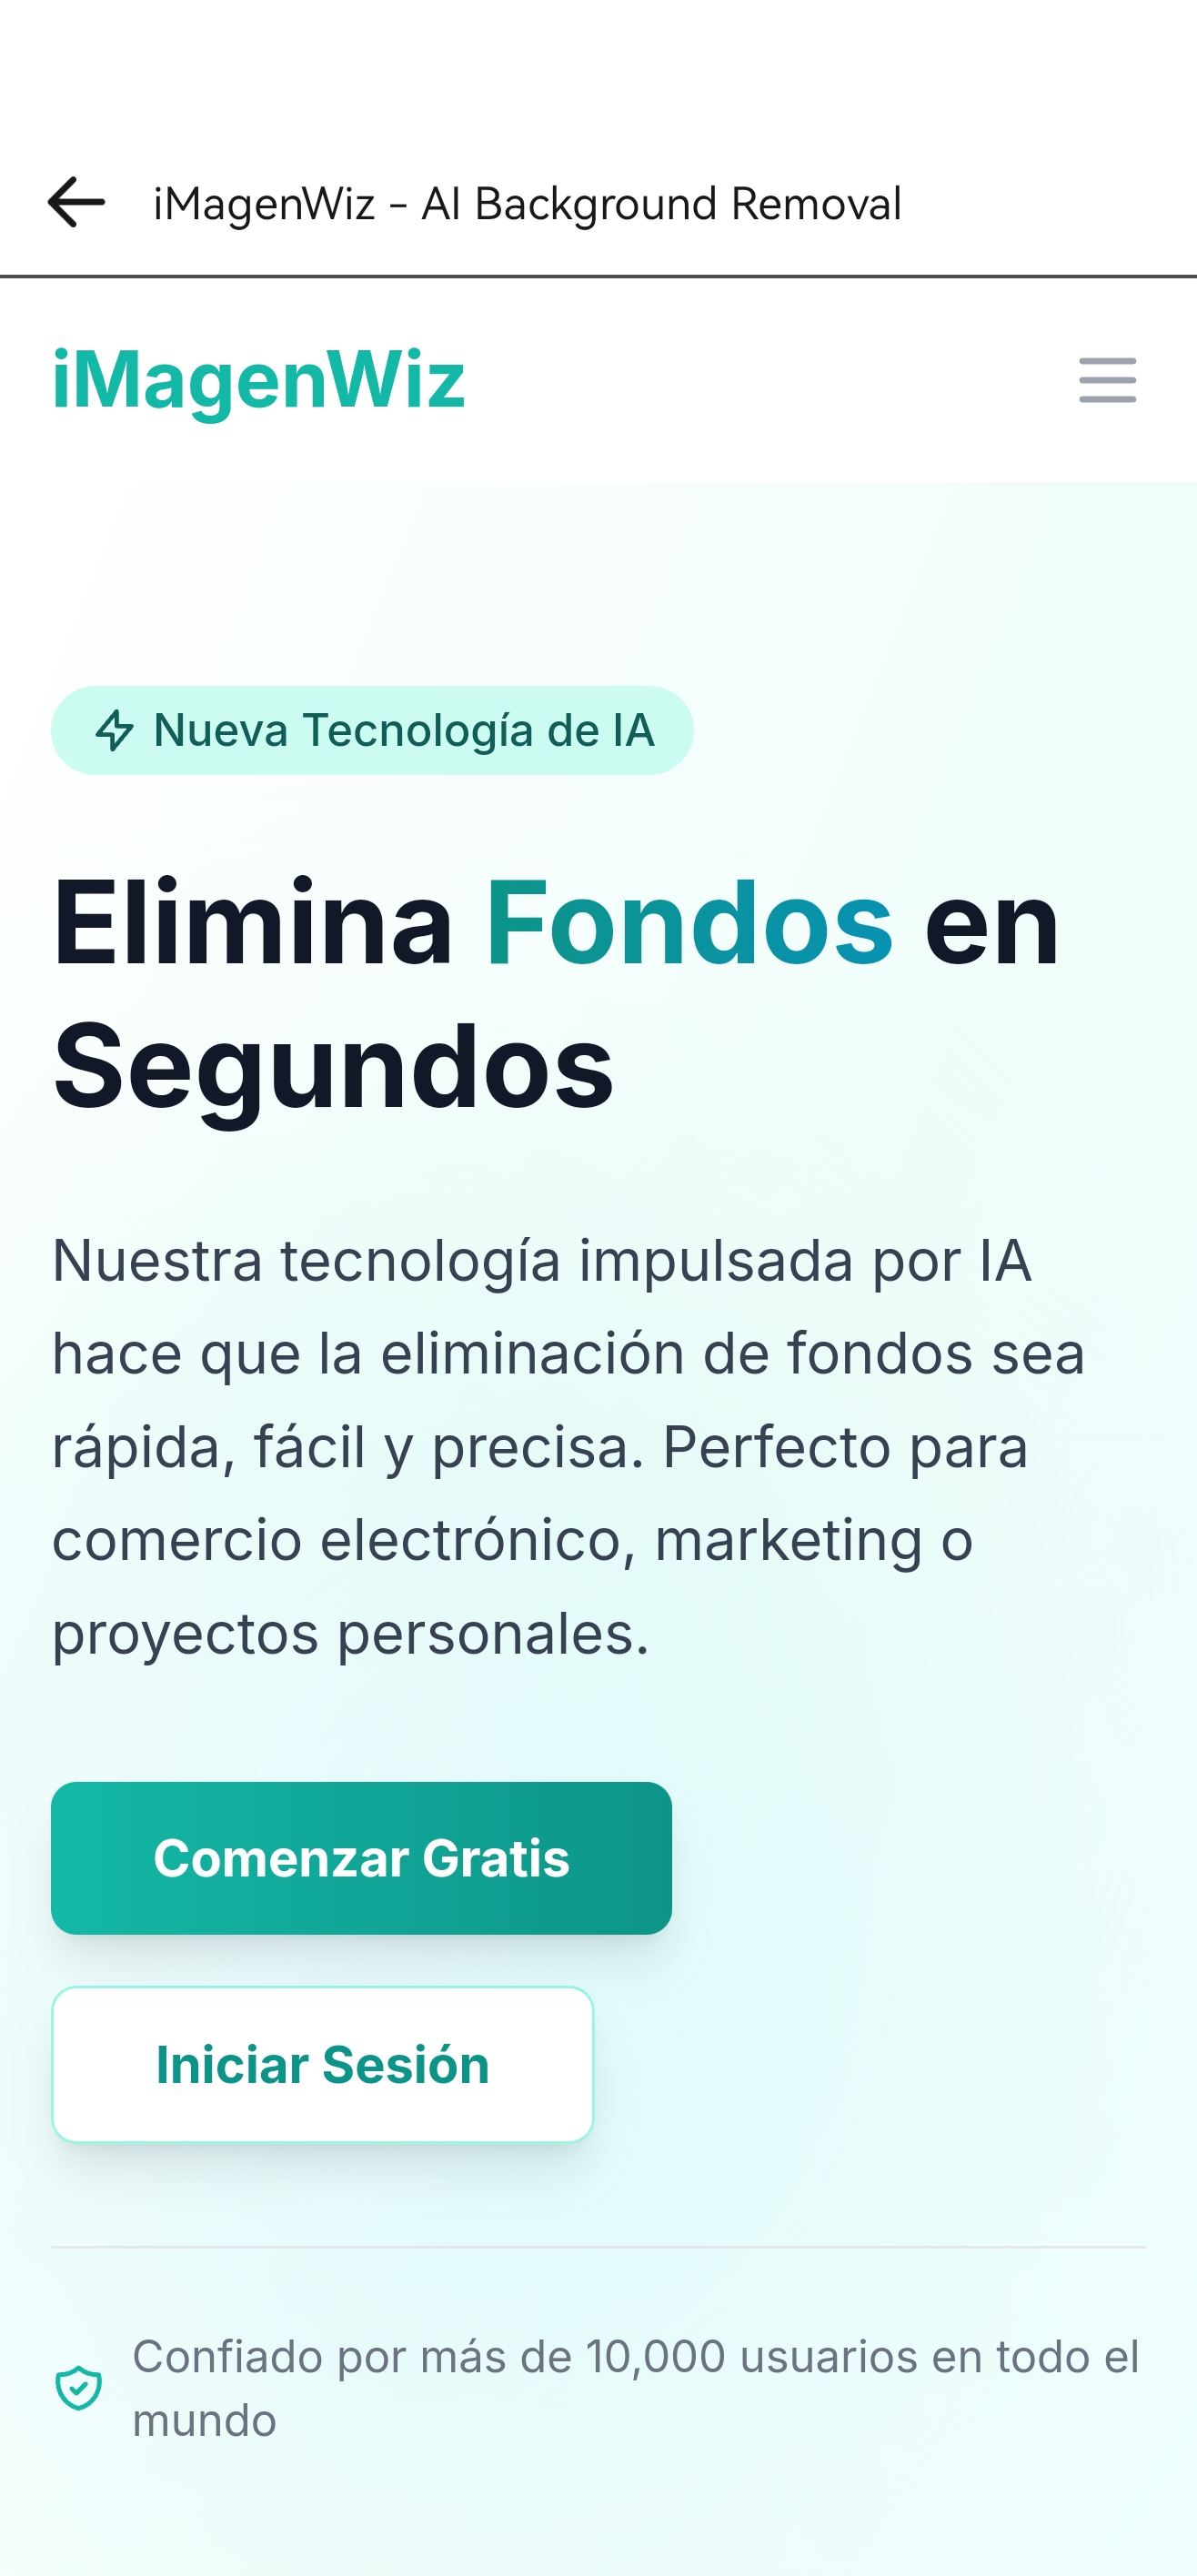 iMagenWiz - AI Background Removal
iMagenWiz
Nueva Tecnología de IA
Elimina Fondos en
Segundos
Nuestra tecnología impulsada por IA
hace que la eliminación de fondos sea
rápida, fácil y precisa. Perfecto para
comercio electrónico, marketing o
proyectos personales.
Comenzar Gratis
Iniciar Sesión
Confiado por más de 10,000 usuarios en todo el
mundo